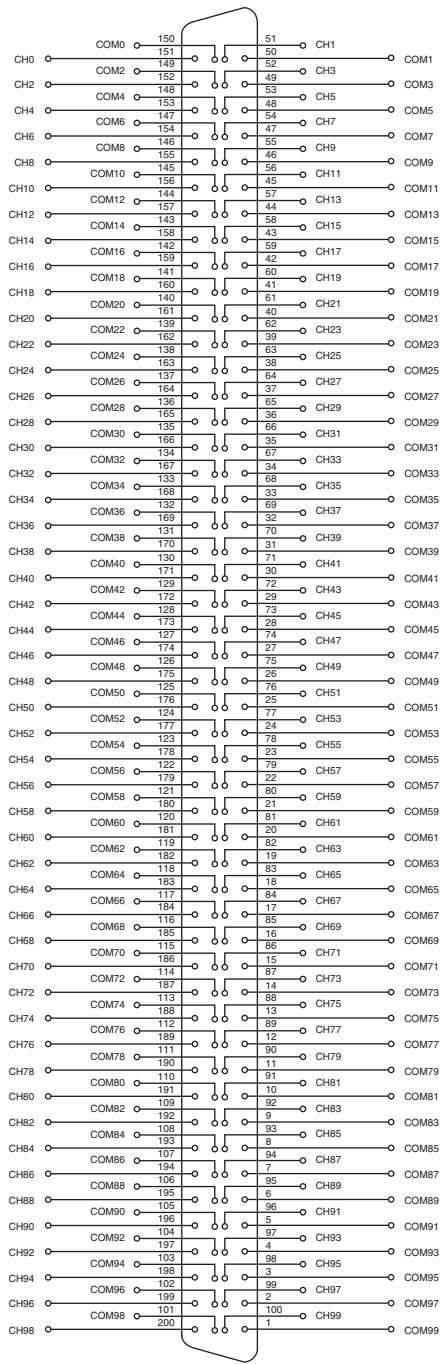 COM0 150 51 CH1
CH0 151 50 COM1
COM2 149 52 CH3
CH2 152 49 COM3
COM4 148 53 CH5
CH4 153 48 COM5
COM6 147 54 CH7
CH6 154 47 COM7
COM8 146 55 CH9
CH8 155 46 COM9
COM10 145 56 CH11
CH10 156 45 COM11
COM12 144 57 CH13
CH12 157 44 COM13
COM14 143 58 CH15
CH14 158 43 COM15
COM16 142 59 CH17
CH16 159 42 COM17
COM18 141 60 CH19
CH18 160 41 COM19
COM20 140 61 CH21
CH20 161 40 COM21
COM22 139 62 CH23
CH22 162 39 COM23
COM24 138 63 CH25
CH24 163 38 COM25
COM26 137 64 CH27
CH26 164 37 COM27
COM28 136 65 CH29
CH28 165 36 COM29
COM30 135 66 CH31
CH30 166 35 COM31
COM32 134 67 CH33
CH32 167 34 COM33
COM34 133 68 CH35
CH34 168 33 COM35
COM36 132 69 CH37
CH36 169 32 COM37
COM38 131 70 CH39
CH38 170 31 COM39
COM40 130 71 CH41
CH40 171 30 COM41
COM42 129 72 CH43
CH42 172 29 COM43
COM44 128 73 CH45
CH44 173 28 COM45
COM46 127 74 CH47
CH46 174 27 COM47
COM48 126 75 CH49
CH48 175 26 COM49
COM50 125 76 CH51
CH50 176 25 COM51
COM52 124 77 CH53
CH52 177 24 COM53
COM54 123 78 CH55
CH54 178 23 COM55
COM56 122 79 CH57
CH56 179 22 COM57
COM58 121 80 CH59
CH58 180 21 COM59
COM60 120 81 CH61
CH60 181 20 COM61
COM62 119 82 CH63
CH62 182 19 COM63
COM64 118 83 CH65
CH64 183 18 COM65
COM66 117 84 CH67
CH66 184 17 COM67
COM68 116 85 CH69
CH68 185 16 COM69
COM70 115 86 CH71
CH70 186 15 COM71
COM72 114 87 CH73
CH72 187 14 COM73
COM74 113 88 CH75
CH74 188 13 COM75
COM76 112 89 CH77
CH76 189 12 COM77
COM78 111 90 CH79
CH78 190 11 COM79
COM80 110 91 CH81
CH80 191 10 COM81
COM82 109 92 CH83
CH82 192 9 COM83
COM84 108 93 CH85
CH84 193 8 COM85
COM86 107 94 CH87
CH86 194 7 COM87
COM88 106 95 CH89
CH88 195 6 COM89
COM90 105 96 CH91
CH90 196 5 COM91
COM92 104 97 CH93
CH92 197 4 COM93
COM94 103 98 CH95
CH94 198 3 COM95
COM96 102 99 CH97
CH96 199 2 COM97
COM98 101 100 CH99
CH98 200 1 COM99